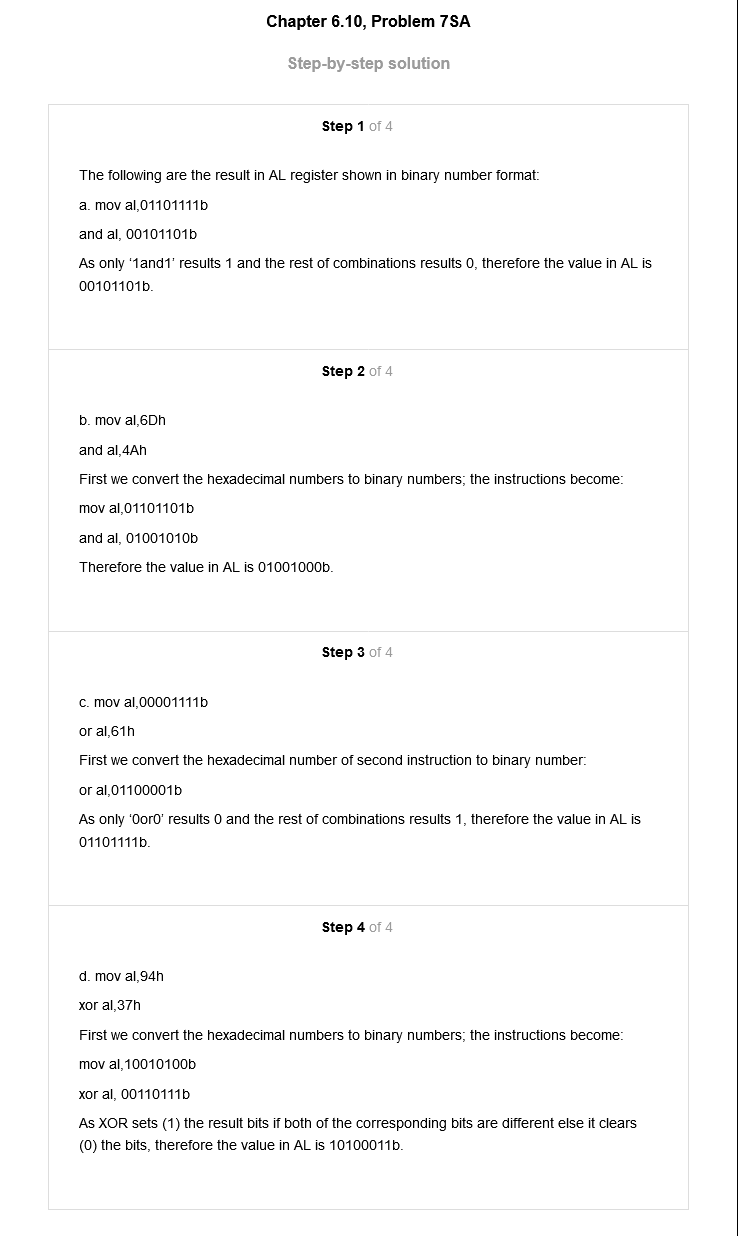 Chapter 6.10, Problem 7SA
Step-by-step solution
Step 1 of 4
The following are the result in AL register shown in binary number format:
a. mov al,01101111b
and al, 00101101b
As only ‘1and1’ results 1 and the rest of combinations results 0, therefore the value in AL is
00101101b.
Step 2 of 4
b. mov al,6Dh
and al,4Ah
First we convert the hexadecimal numbers to binary numbers; the instructions become:
mov al,01101101b
and al, 01001010b
Therefore the value in AL is 01001000b.
Step 3 of 4
c. mov al,00001111b
or al,61h
First we convert the hexadecimal number of second instruction to binary number:
or al,01100001b
As only ‘0or0’ results 0 and the rest of combinations results 1, therefore the value in AL is
01101111b.
Step 4 of 4
d. mov al,94h
xor al,37h
First we convert the hexadecimal numbers to binary numbers; the instructions become:
mov al,10010100b
xor al, 00110111b
As XOR sets (1) the result bits if both of the corresponding bits are different else it clears
(0) the bits, therefore the value in AL is 10100011b.